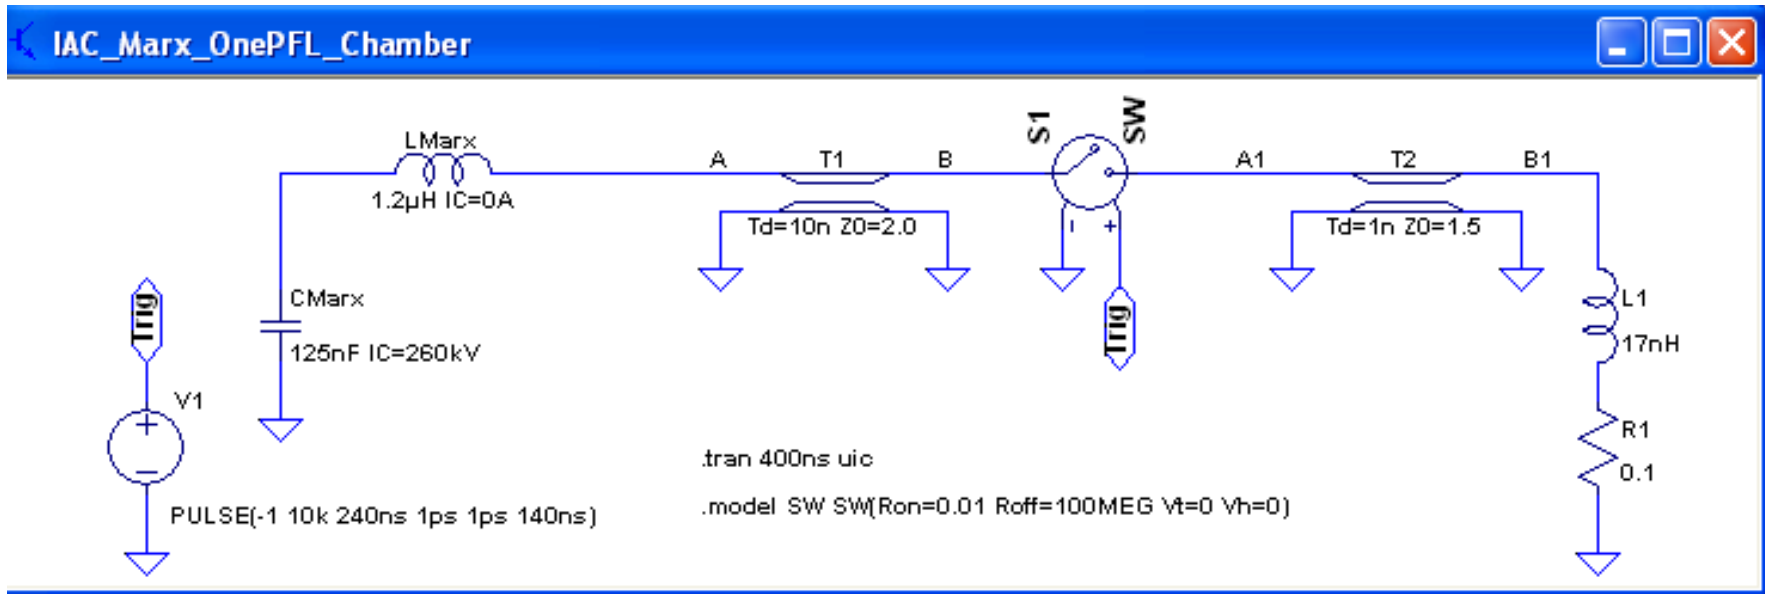 IAC_Marx_OnePFL_Chamber
LMarx
1.2µH IC=0A
A
T1
B
Td=10n Z0=2.0
S1
SW
- +
Trig
A1
T2
B1
Td=1n Z0=1.5
Trig
CMarx
125nF IC=260kV
L1
17nH
V1
+
-
PULSE(-1 10k 240ns 1ps 1ps 140ns)
.tran 400ns uic
.model SW SW(Ron=0.01 Roff=100MEG Vt=0 Vh=0)
R1
0.1